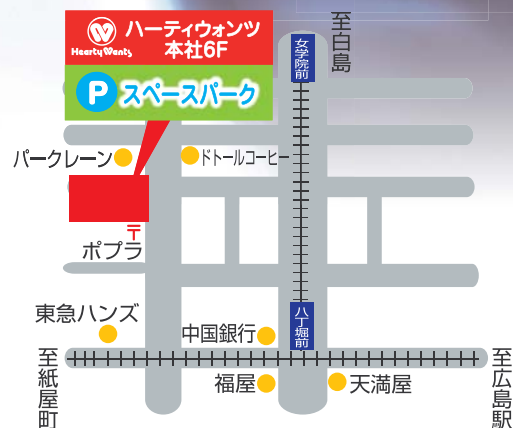 Hearty Wants
ハーティウォンツ
本社6F
P スペースパーク
至白島
女学院前
パークレーン
ドトールコーヒー
〒
ポプラ
八丁堀前
東急ハンズ
中国銀行
至紙屋町
福屋
天満屋
至広島駅